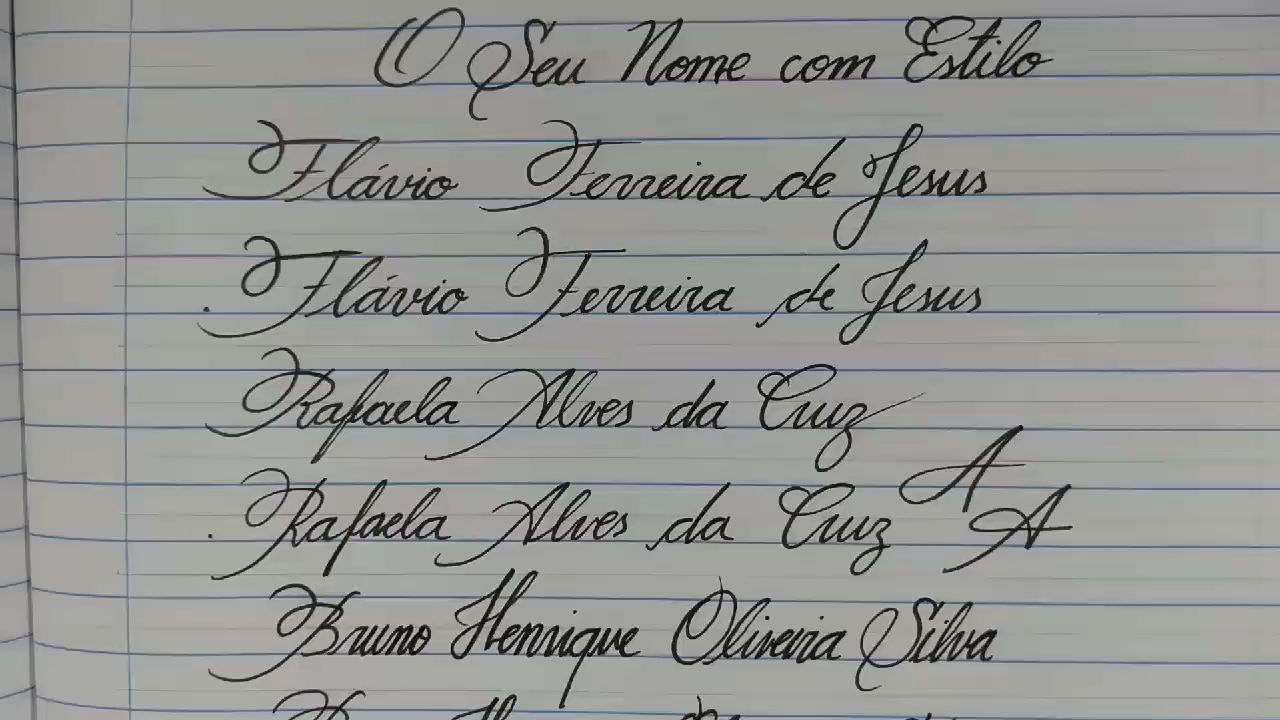 O Seu Nome com Estilo
Flávio Ferreira de Jesus
. Flávio Ferreira de Jesus
Rafaela Alves da Cruz
. Rafaela Alves da Cruz A A
Bruno Henrique Oliveira Silva